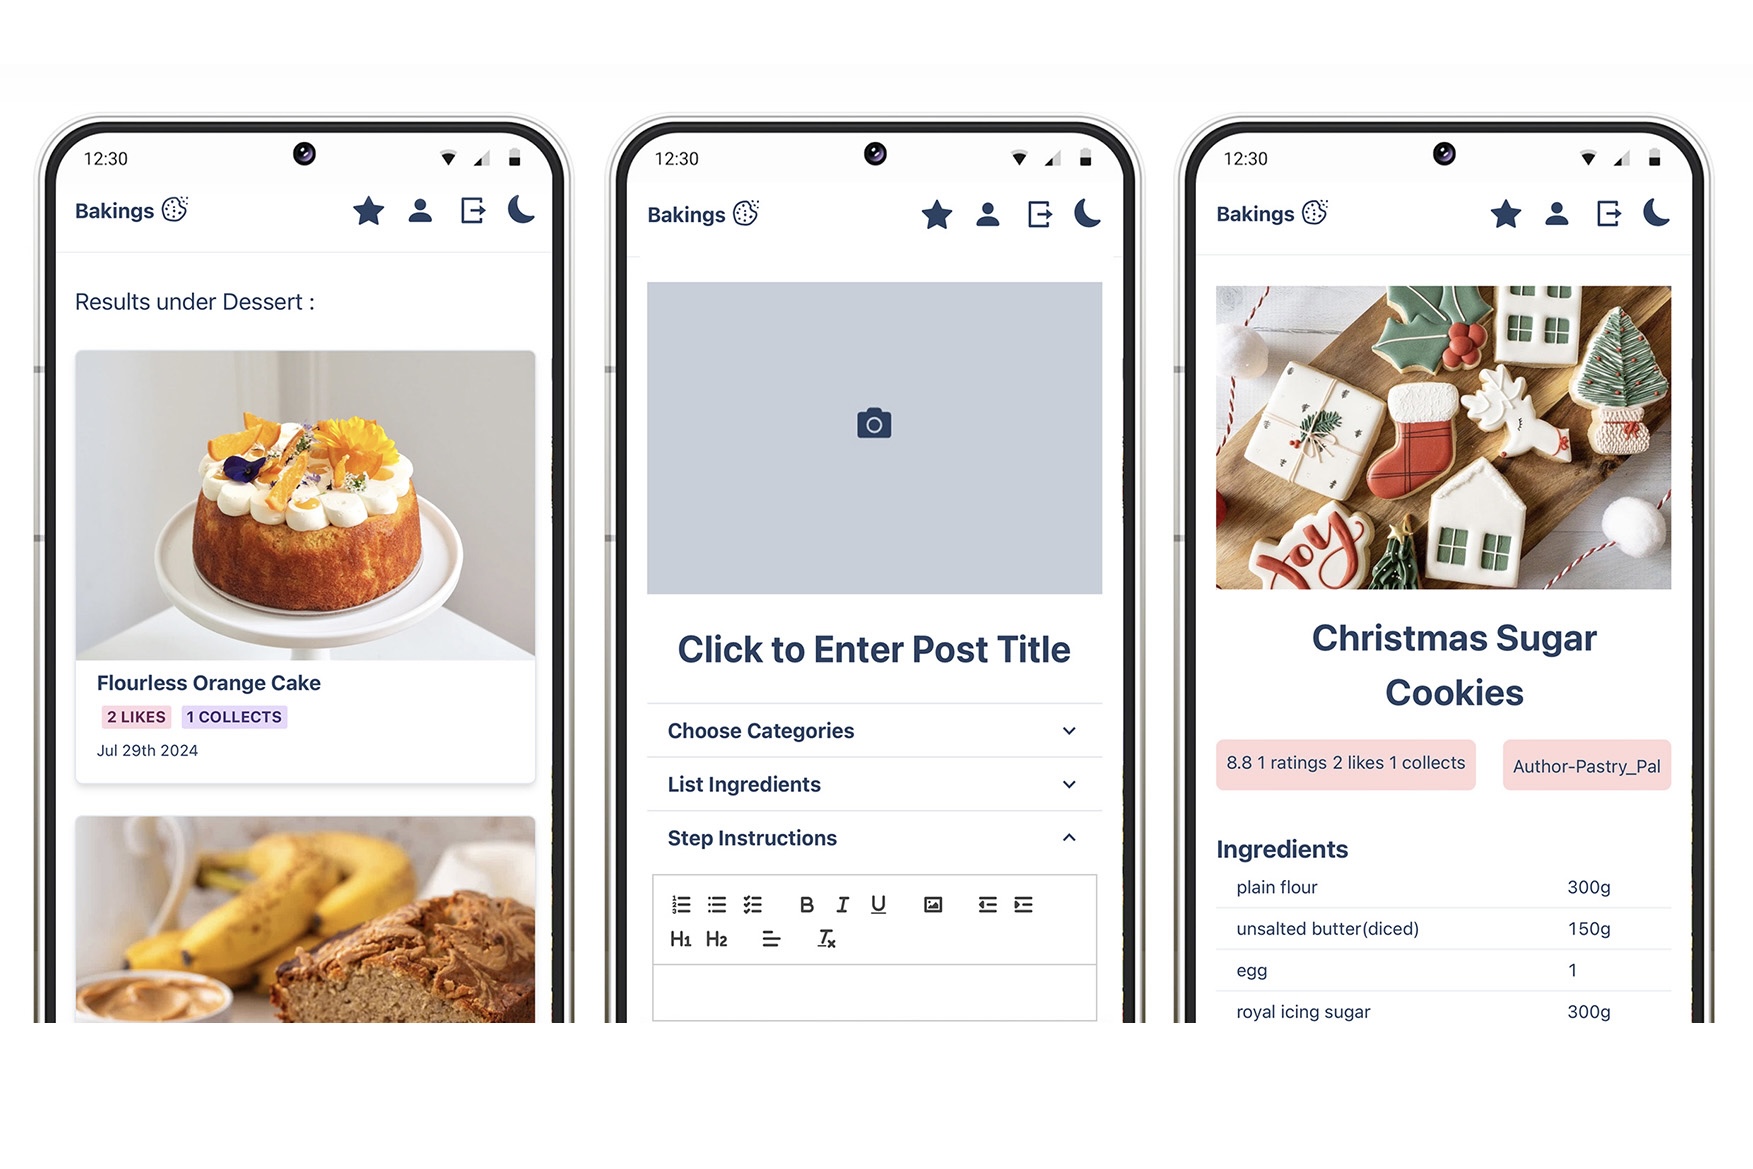 12:30
Bakings
Results under Dessert :
Flourless Orange Cake
2 LIKES 1 COLLECTS
Jul 29th 2024
12:30
Bakings
Click to Enter Post Title
Choose Categories
List Ingredients
Step Instructions
B I U
H1 H2 Tx
12:30
Bakings
Joy
Christmas Sugar
Cookies
8.8 1 ratings 2 likes 1 collects
Author-Pastry_Pal
Ingredients
plain flour 300g
unsalted butter(diced) 150g
egg 1
royal icing sugar 300g